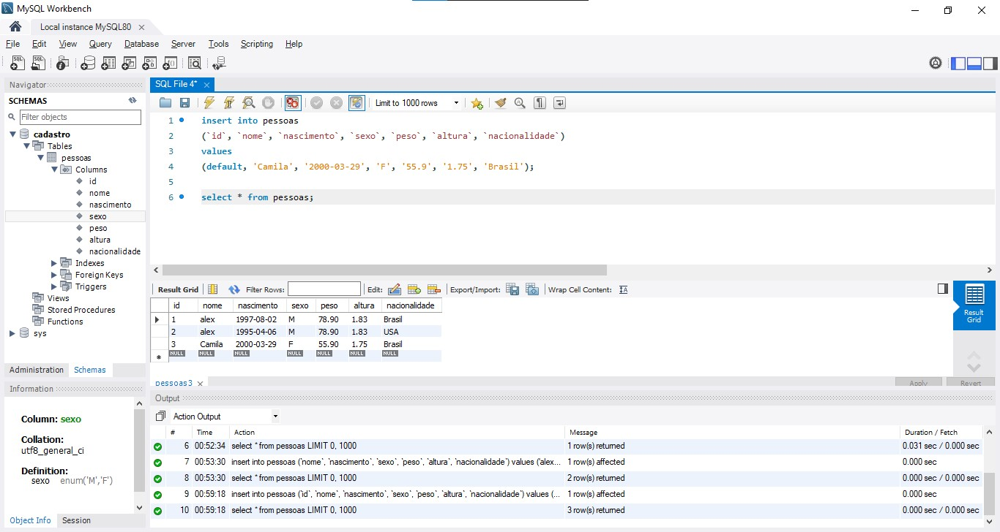 MySQL Workbench
Local instance MySQL80
File Edit View Query Database Server Tools Scripting Help
Navigator
SCHEMAS
Filter objects
cadastro
Tables
pessoas
Columns
id
nome
nascimento
sexo
peso
altura
nacionalidade
Indexes
Foreign Keys
Triggers
Views
Stored Procedures
Functions
sys
Administration Schemas
Information
Column: sexo
Collation:
utf8_general_ci
Definition:
sexo enum('M','F')
Object Info Session
SQL File 4*
Limit to 1000 rows
1 insert into pessoas
2 (`id`, `nome`, `nascimento`, `sexo`, `peso`, `altura`, `nacionalidade`)
3 values
4 (default, 'Camila', '2000-03-29', 'F', '55.9', '1.75', 'Brasil');
5
6 select * from pessoas;
Result Grid Filter Rows: Edit: Export/Import: Wrap Cell Content:
id nome nascimento sexo peso altura nacionalidade
1 alex 1997-08-02 M 78.90 1.83 Brasil
2 alex 1995-04-06 M 78.90 1.83 USA
3 Camila 2000-03-29 F 55.90 1.75 Brasil
NULL NULL NULL NULL NULL NULL NULL
Result
Grid
pessoas3
Apply Revert
Output
Action Output
# Time Action Message Duration / Fetch
6 00:52:34 select * from pessoas LIMIT 0, 1000 1 row(s) returned 0.031 sec / 0.000 sec
7 00:53:30 insert into pessoas (`nome`, `nascimento`, `sexo`, `peso`, `altura`, `nacionalidade`) values ('alex... 1 row(s) affected 0.000 sec
8 00:53:30 select * from pessoas LIMIT 0, 1000 2 row(s) returned 0.000 sec / 0.000 sec
9 00:59:18 insert into pessoas (`id`, `nome`, `nascimento`, `sexo`, `peso`, `altura`, `nacionalidade`) values (... 1 row(s) affected 0.000 sec
10 00:59:18 select * from pessoas LIMIT 0, 1000 3 row(s) returned 0.000 sec / 0.000 sec